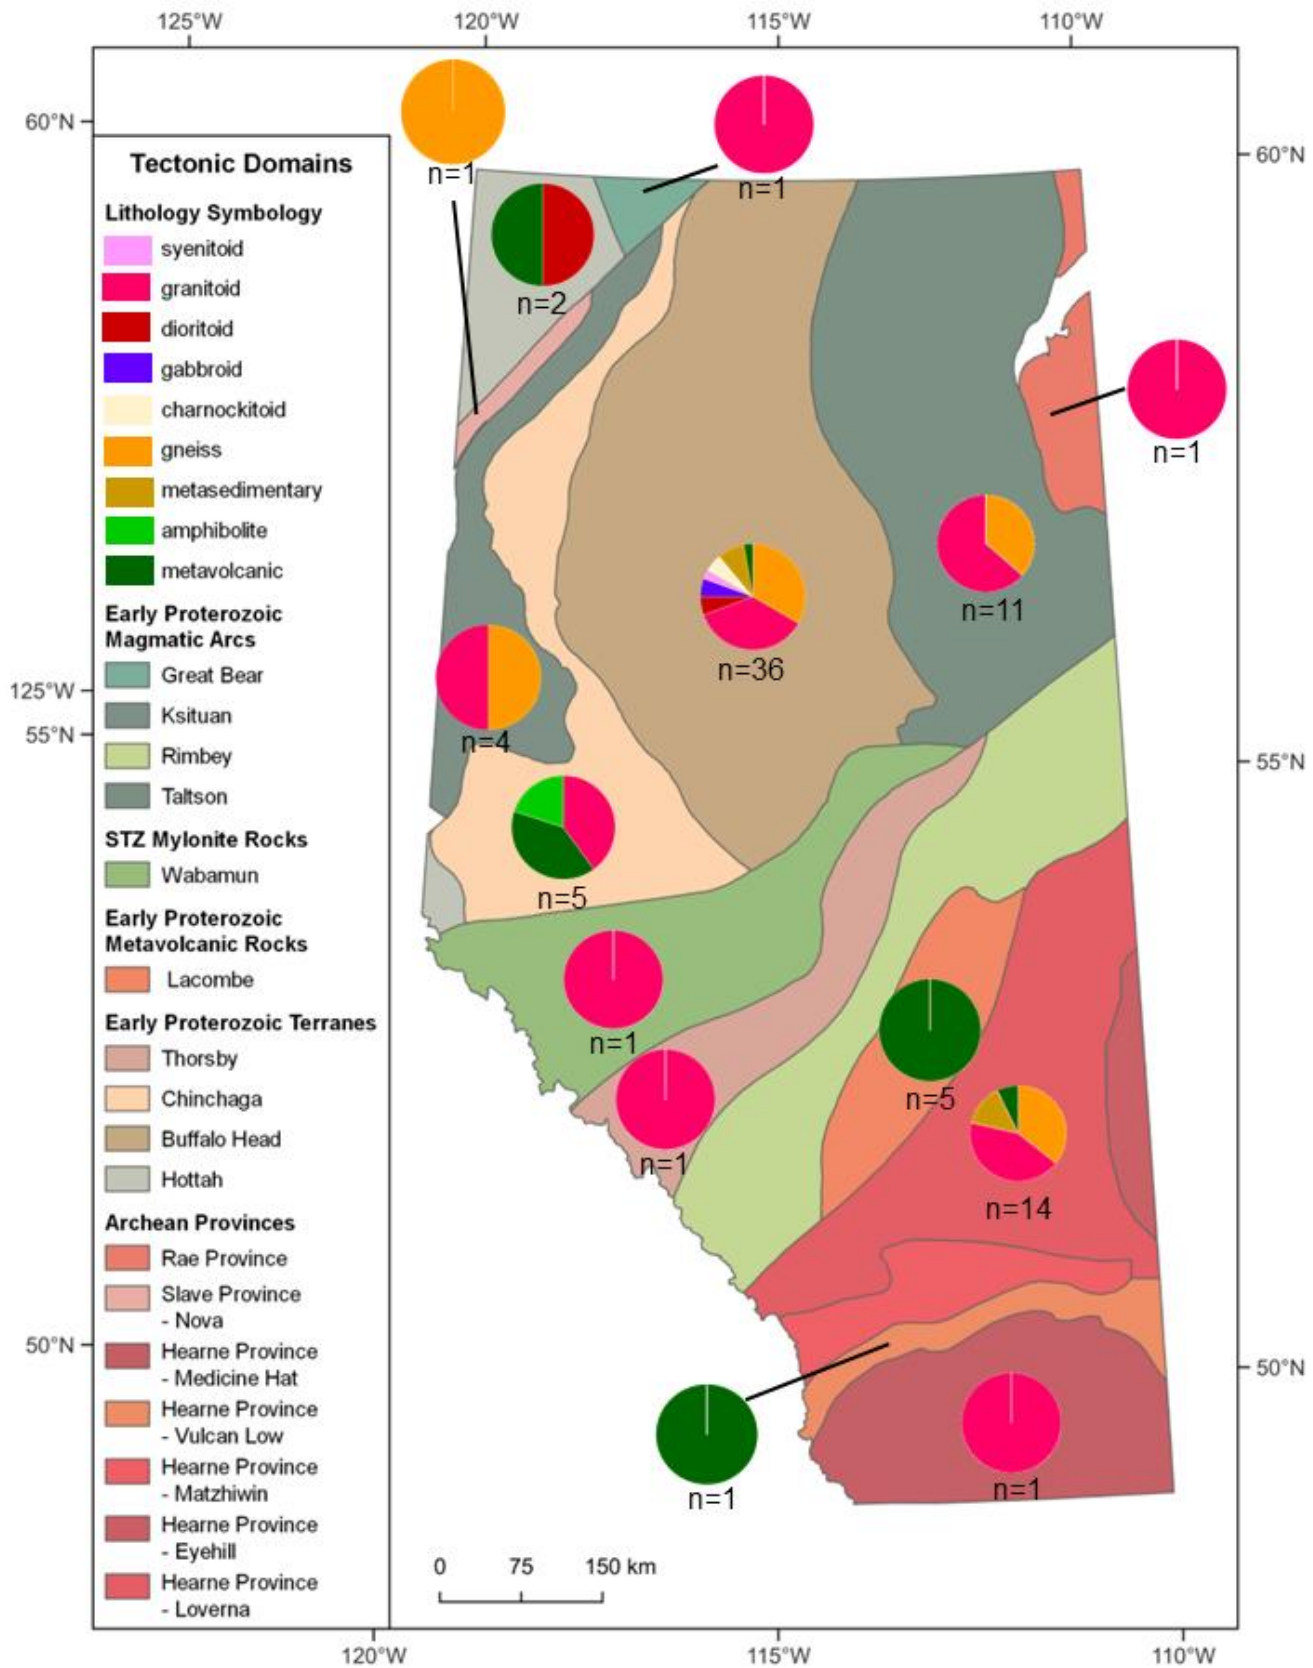 125°W
120°W
115°W
110°W
60°N
60°N
n=1
n=1
Tectonic Domains
Lithology Symbology
syenitoid
granitoid
dioritoid
gabbroid
charnockitoid
gneiss
metasedimentary
amphibolite
metavolcanic
Early Proterozoic
Magmatic Arcs
Great Bear
Ksituan
Rimbey
Taltson
STZ Mylonite Rocks
Wabamun
Early Proterozoic
Metavolcanic Rocks
Lacombe
Early Proterozoic Terranes
Thorsby
Chinchaga
Buffalo Head
Hottah
Archean Provinces
Rae Province
Slave Province
- Nova
Hearne Province
- Medicine Hat
Hearne Province
- Vulcan Low
Hearne Province
- Matzhiwin
Hearne Province
- Eyehill
Hearne Province
- Loverna
n=2
n=1
n=11
n=36
n=4
125°W
55°N
55°N
n=5
n=1
n=5
n=1
n=14
50°N
50°N
n=1
n=1
0 75 150 km
120°W
115°W
110°W